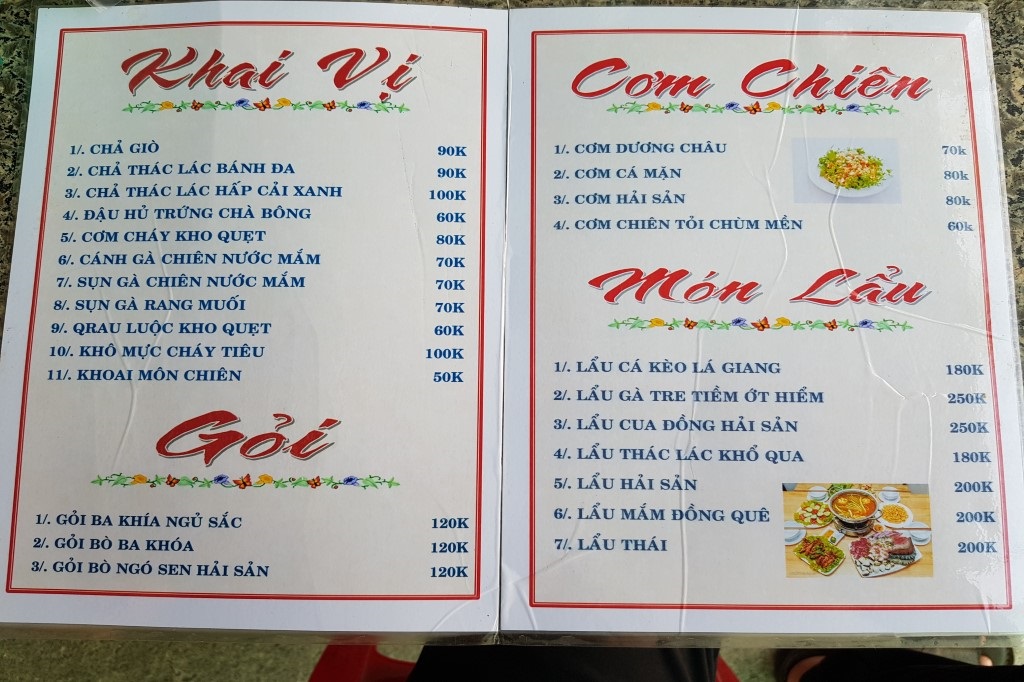 Khai Vị
1/. CHẢ GIÒ 90K
2/. CHẢ THÁC LÁC BÁNH ĐA 90K
3/. CHẢ THÁC LÁC HẤP CẢI XANH 100K
4/. ĐẬU HỦ TRỨNG CHÀ BÔNG 60K
5/. CƠM CHÁY KHO QUẸT 80K
6/. CÁNH GÀ CHIÊN NƯỚC MẮM 70K
7/. SỤN GÀ CHIÊN NƯỚC MẮM 70K
8/. SỤN GÀ RANG MUỐI 70K
9/. QRAU LUỘC KHO QUẸT 60K
10/. KHÔ MỰC CHÁY TIÊU 100K
11/. KHOAI MÔN CHIÊN 50K
Gỏi
1/. GỎI BA KHÍA NGỦ SẮC 120K
2/. GỎI BÒ BA KHÓA 120K
3/. GỎI BÒ NGÓ SEN HẢI SẢN 120K
Cơm Chiên
1/. CƠM DƯƠNG CHÂU 70k
2/. CƠM CÁ MẶN 80k
3/. CƠM HẢI SẢN 80k
4/. CƠM CHIÊN TỎI CHÙM MỀN 60k
Món Lẩu
1/. LẨU CÁ KÈO LÁ GIANG 180K
2/. LẨU GÀ TRE TIỀM ỚT HIỂM 250K
3/. LẨU CUA ĐỒNG HẢI SẢN 250K
4/. LẨU THÁC LÁC KHỔ QUA 180K
5/. LẨU HẢI SẢN 200K
6/. LẨU MẮM ĐỒNG QUÊ 200K
7/. LẨU THÁI 200K